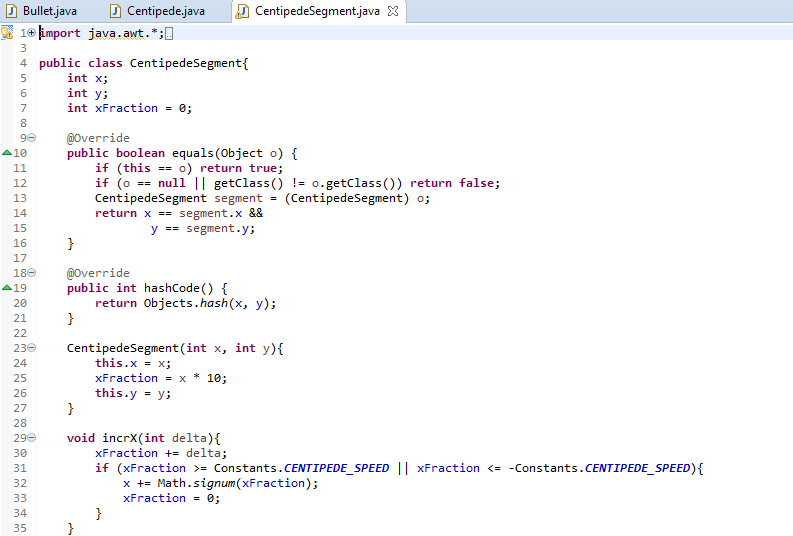 Bullet.java Centipede.java CentipedeSegment.java
1 import java.awt.*;
3
4 public class CentipedeSegment{
5 int x;
6 int y;
7 int xFraction = 0;
8
9 @Override
10 public boolean equals(Object o) {
11 if (this == o) return true;
12 if (o == null || getClass() != o.getClass()) return false;
13 CentipedeSegment segment = (CentipedeSegment) o;
14 return x == segment.x &&
15 y == segment.y;
16 }
17
18 @Override
19 public int hashCode() {
20 return Objects.hash(x, y);
21 }
22
23 CentipedeSegment(int x, int y){
24 this.x = x;
25 xFraction = x * 10;
26 this.y = y;
27 }
28
29 void incrX(int delta){
30 xFraction += delta;
31 if (xFraction >= Constants.CENTIPEDE_SPEED || xFraction <= -Constants.CENTIPEDE_SPEED){
32 x += Math.signum(xFraction);
33 xFraction = 0;
34 }
35 }